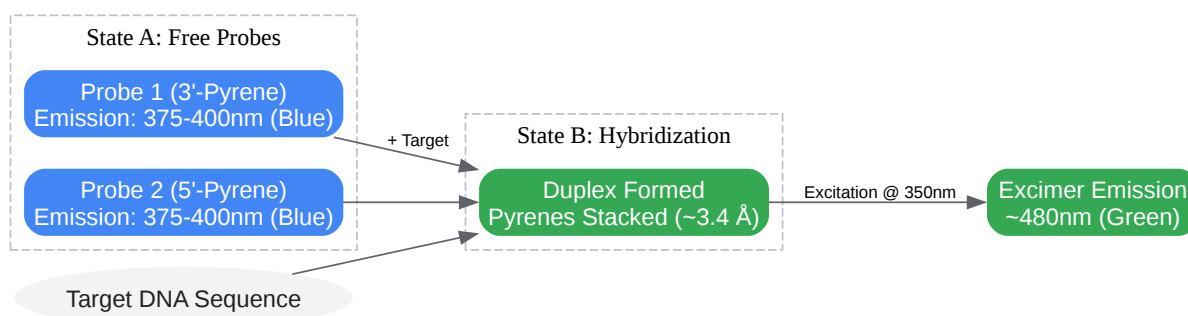 State A: Free Probes
Probe 1 (3'-Pyrene)
Emission: 375-400nm (Blue)
Probe 2 (5'-Pyrene)
Emission: 375-400nm (Blue)
Target DNA Sequence
+ Target
State B: Hybridization
Duplex Formed
Pyrenes Stacked (~3.4 Å)
Excitation @ 350nm
Excimer Emission
~480nm (Green)